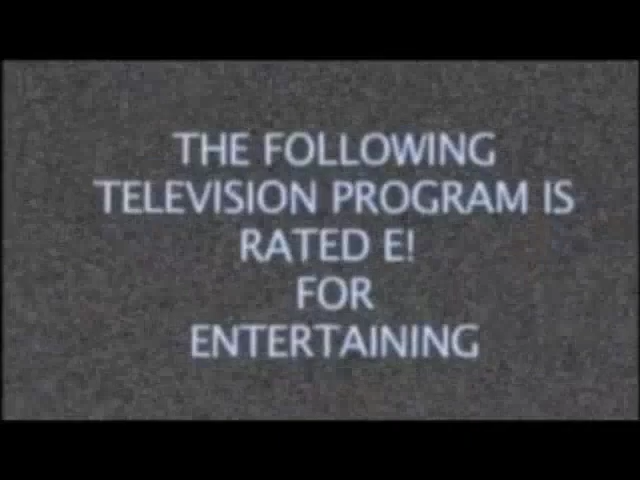 THE FOLLOWING
TELEVISION PROGRAM IS
RATED E!
FOR
ENTERTAINING